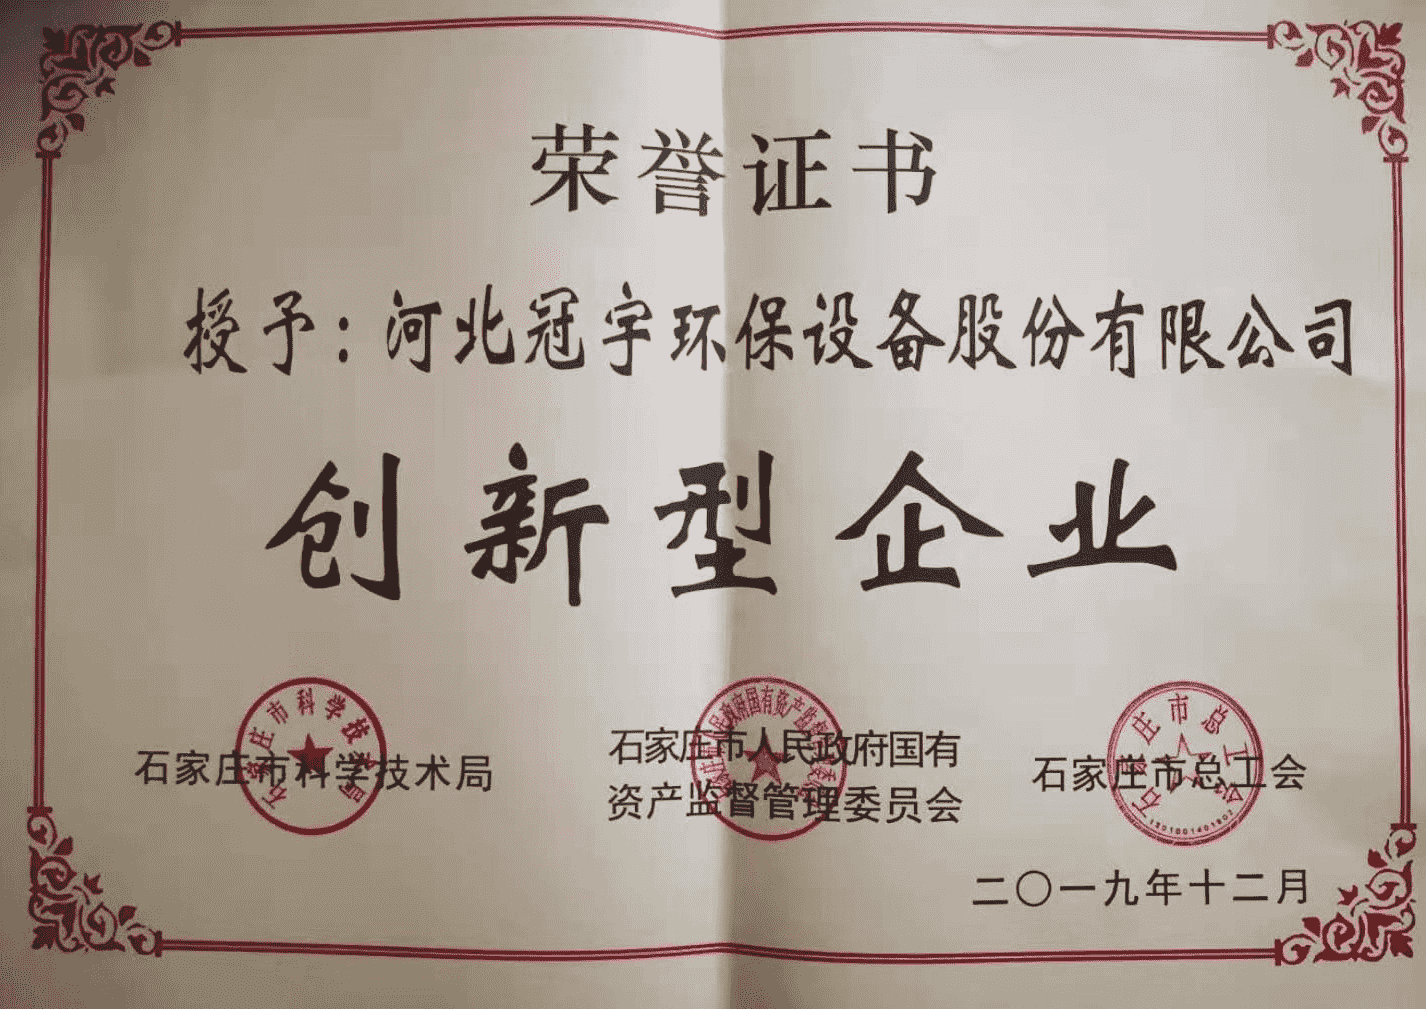 荣誉证书
授予：河北冠宇环保设备股份有限公司
创新型企业
石家庄市科学技术局
石家庄市人民政府国有
资产监督管理委员会
石家庄市总工会
二〇一九年十二月